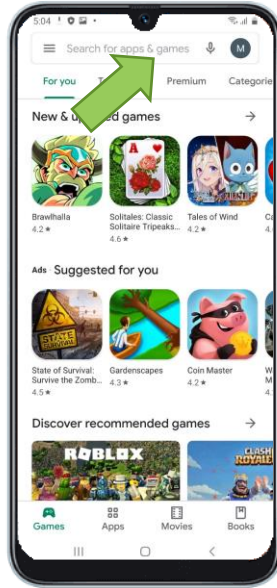 5:04
Search for apps & games
M
For you
Premium
Categorie
New & up
games
A
Brawlhalla
4.2 ★
Solitales: Classic
Solitaire Tripeaks...
4.6 ★
Tales of Wind
4.2 ★
Ads · Suggested for you
STATE
SURVIVAL
State of Survival:
Survive the Zomb...
4.5 ★
Gardenscapes
4.3 ★
Coin Master
4.2 ★
Discover recommended games
ROBLOX
CLASH
ROYALE
Games
Apps
Movies
Books